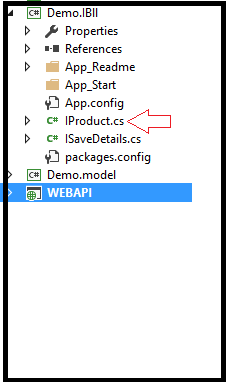 Demo.IBll
Properties
References
App_Readme
App_Start
App.config
C# IProduct.cs
C# ISaveDetails.cs
packages.config
C# Demo.model
WEBAPI